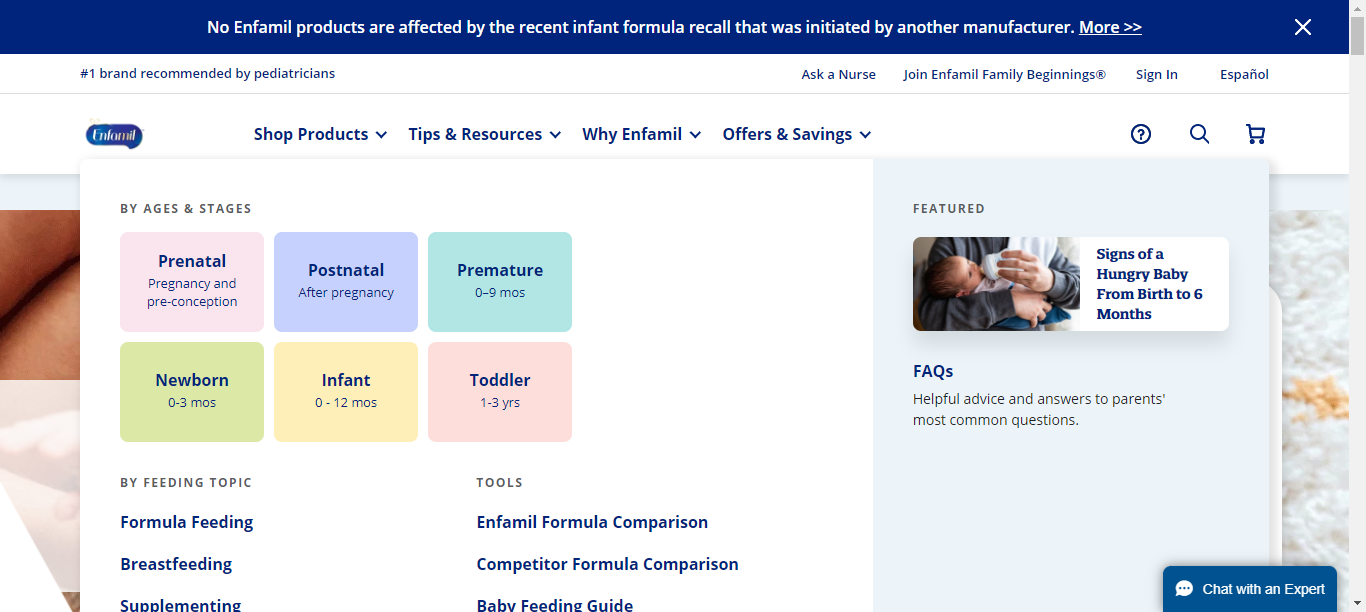 No Enfamil products are affected by the recent infant formula recall that was initiated by another manufacturer. More >>
#1 brand recommended by pediatricians
Ask a Nurse
Join Enfamil Family Beginnings®
Sign In
Español
Enfamil
Shop Products
Tips & Resources
Why Enfamil
Offers & Savings
BY AGES & STAGES
Prenatal
Pregnancy and
pre-conception
Postnatal
After pregnancy
Premature
0–9 mos
Newborn
0-3 mos
Infant
0 - 12 mos
Toddler
1-3 yrs
BY FEEDING TOPIC
Formula Feeding
Breastfeeding
Supplementing
TOOLS
Enfamil Formula Comparison
Competitor Formula Comparison
Baby Feeding Guide
FEATURED
Signs of a
Hungry Baby
From Birth to 6
Months
FAQs
Helpful advice and answers to parents'
most common questions.
Chat with an Expert